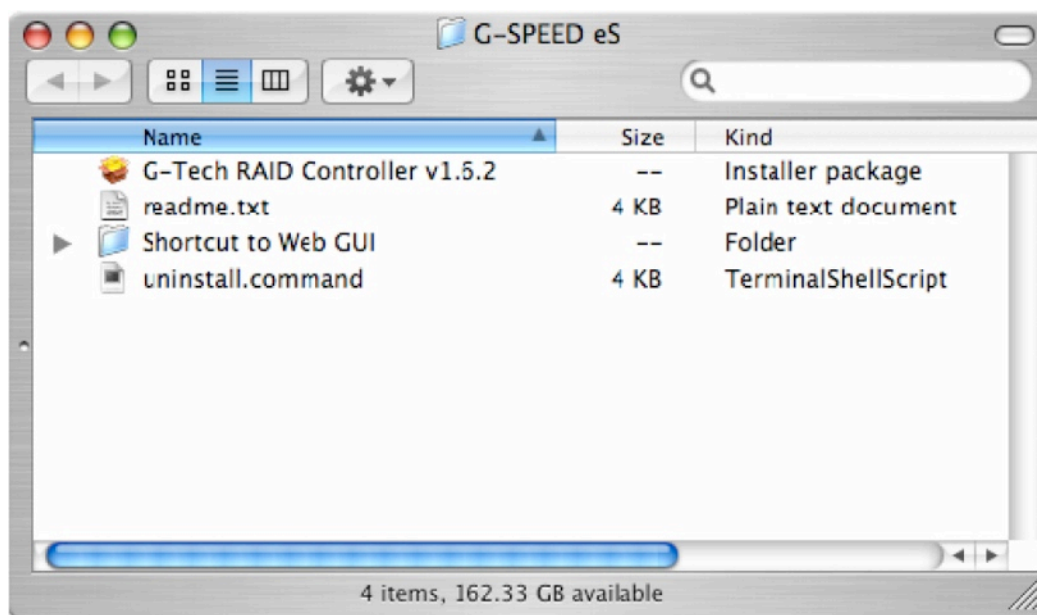 G-SPEED eS
Name Size Kind
G-Tech RAID Controller v1.6.2 -- Installer package
readme.txt 4 KB Plain text document
Shortcut to Web GUI -- Folder
uninstall.command 4 KB TerminalShellScript
4 items, 162.33 GB available